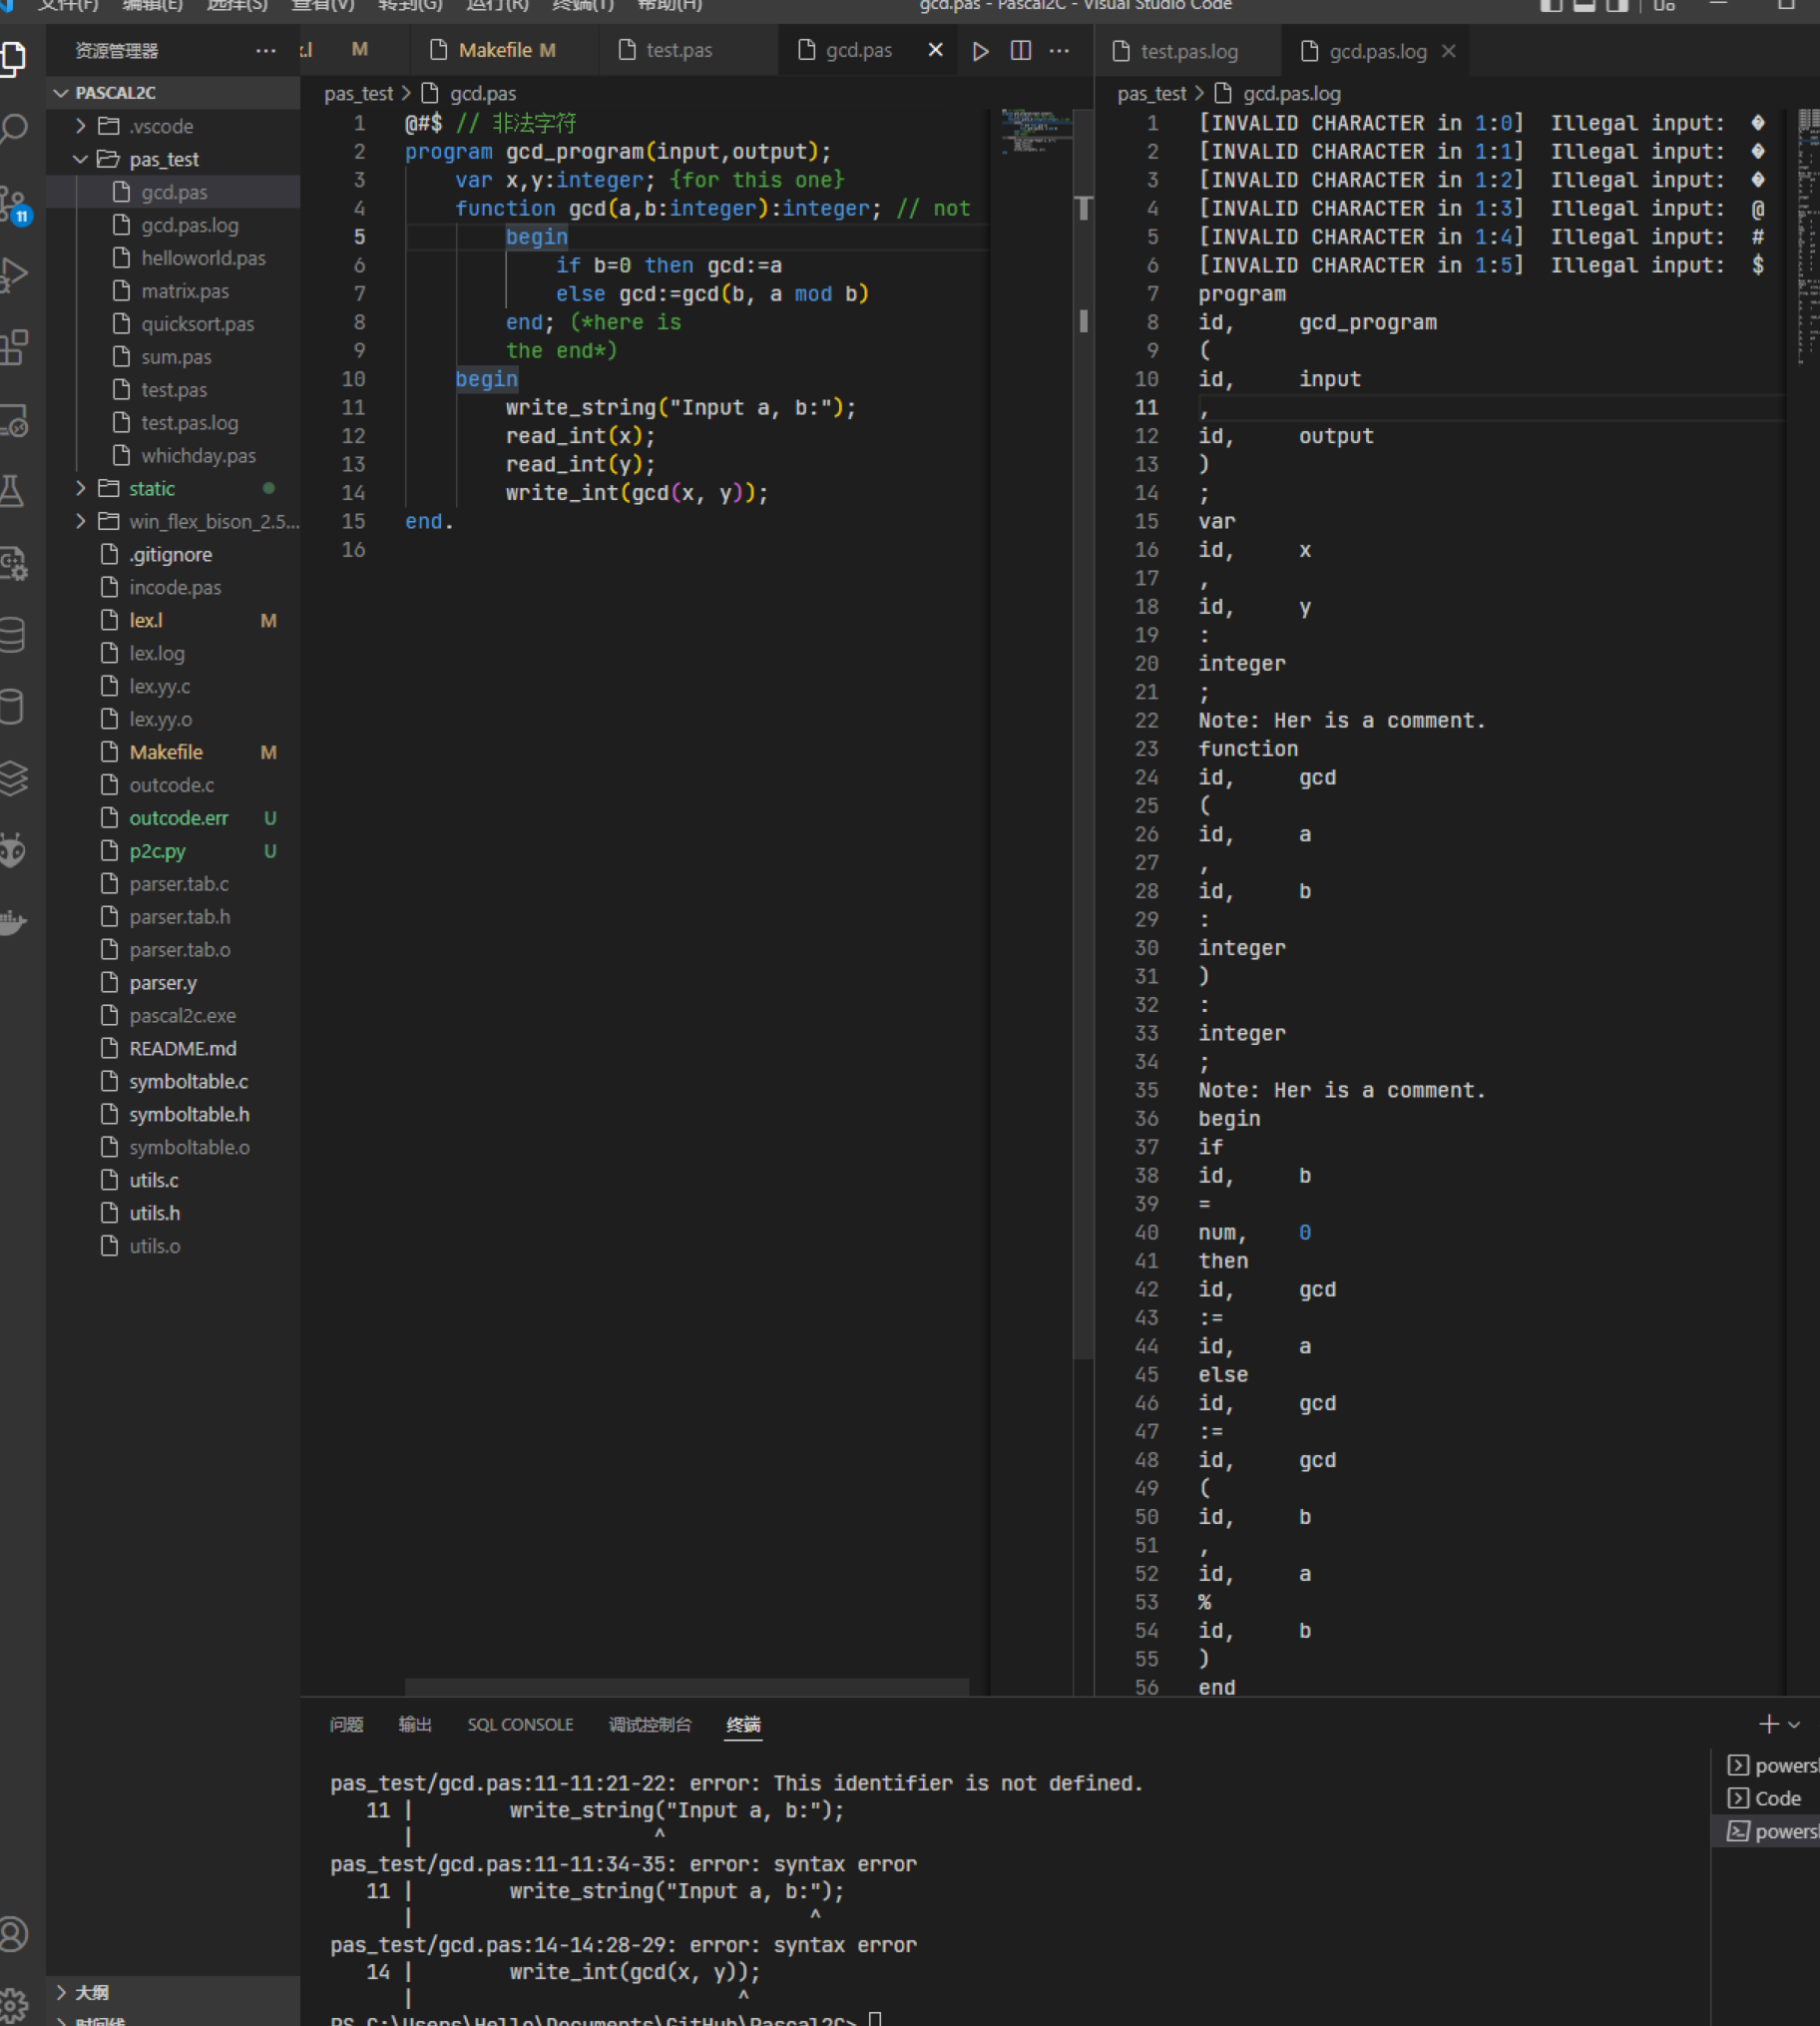 文件(F) 编辑(E) 选择(S) 查看(V) 转到(G) 运行(R) 终端(T) 帮助(H)
gcd.pas - Pascal2C - Visual Studio Code
资源管理器
PASCAL2C
.vscode
pas_test
gcd.pas
gcd.pas.log
helloworld.pas
matrix.pas
quicksort.pas
sum.pas
test.pas
test.pas.log
whichday.pas
static
win_flex_bison_2.5...
.gitignore
incode.pas
lex.l M
lex.log
lex.yy.c
lex.yy.o
Makefile M
outcode.c
outcode.err U
p2c.py U
parser.tab.c
parser.tab.h
parser.tab.o
parser.y
pascal2c.exe
README.md
symboltable.c
symboltable.h
symboltable.o
utils.c
utils.h
utils.o
大纲
时间线
11
.l M Makefile M test.pas gcd.pas
pas_test > gcd.pas
1 @#$ // 非法字符
2 program gcd_program(input,output);
3 var x,y:integer; {for this one}
4 function gcd(a,b:integer):integer; // not
5 begin
6 if b=0 then gcd:=a
7 else gcd:=gcd(b, a mod b)
8 end; (*here is
9 the end*)
10 begin
11 write_string("Input a, b:");
12 read_int(x);
13 read_int(y);
14 write_int(gcd(x, y));
15 end.
16
test.pas.log gcd.pas.log
pas_test > gcd.pas.log
1 [INVALID CHARACTER in 1:0] Illegal input: �
2 [INVALID CHARACTER in 1:1] Illegal input: �
3 [INVALID CHARACTER in 1:2] Illegal input: �
4 [INVALID CHARACTER in 1:3] Illegal input: @
5 [INVALID CHARACTER in 1:4] Illegal input: #
6 [INVALID CHARACTER in 1:5] Illegal input: $
7 program
8 id, gcd_program
9 (
10 id, input
11 ,
12 id, output
13 )
14 ;
15 var
16 id, x
17 ,
18 id, y
19 :
20 integer
21 ;
22 Note: Her is a comment.
23 function
24 id, gcd
25 (
26 id, a
27 ,
28 id, b
29 :
30 integer
31 )
32 :
33 integer
34 ;
35 Note: Her is a comment.
36 begin
37 if
38 id, b
39 =
40 num, 0
41 then
42 id, gcd
43 :=
44 id, a
45 else
46 id, gcd
47 :=
48 id, gcd
49 (
50 id, b
51 ,
52 id, a
53 %
54 id, b
55 )
56 end
问题 输出 SQL CONSOLE 调试控制台 终端
pas_test/gcd.pas:11-11:21-22: error: This identifier is not defined.
11 | write_string("Input a, b:");
| ^
pas_test/gcd.pas:11-11:34-35: error: syntax error
11 | write_string("Input a, b:");
| ^
pas_test/gcd.pas:14-14:28-29: error: syntax error
14 | write_int(gcd(x, y));
| ^
PS C:\Users\Hello\Documents\GitHub\Pascal2C>
powersh
Code
powersh